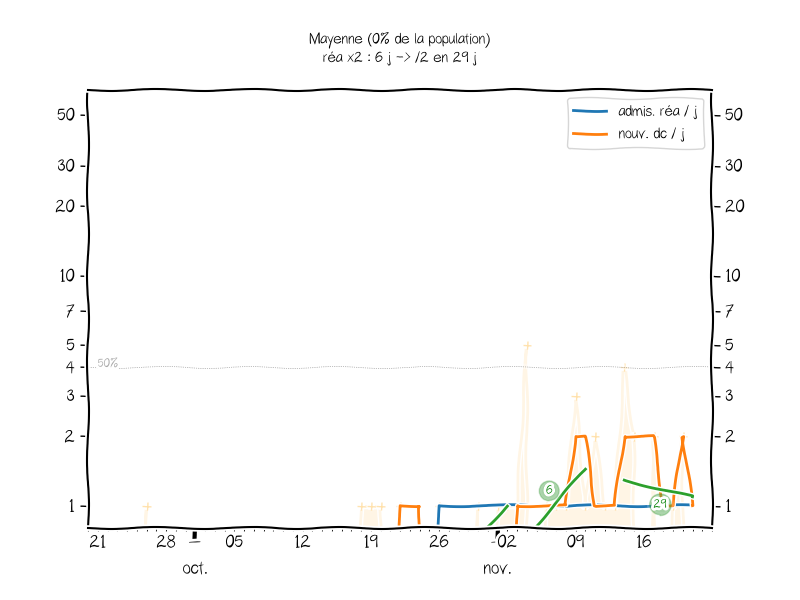 Mayenne (0% de la population)
réa x2 : 6 j -> /2 en 29 j
admis. réa / j
nouv. dc / j
50 50
30 30
20 20
10 10
7 7
5 5
4 4
50%
3 3
2 2
1 1
6
29
21 28 05 12 19 26 02 09 16
oct. nov.